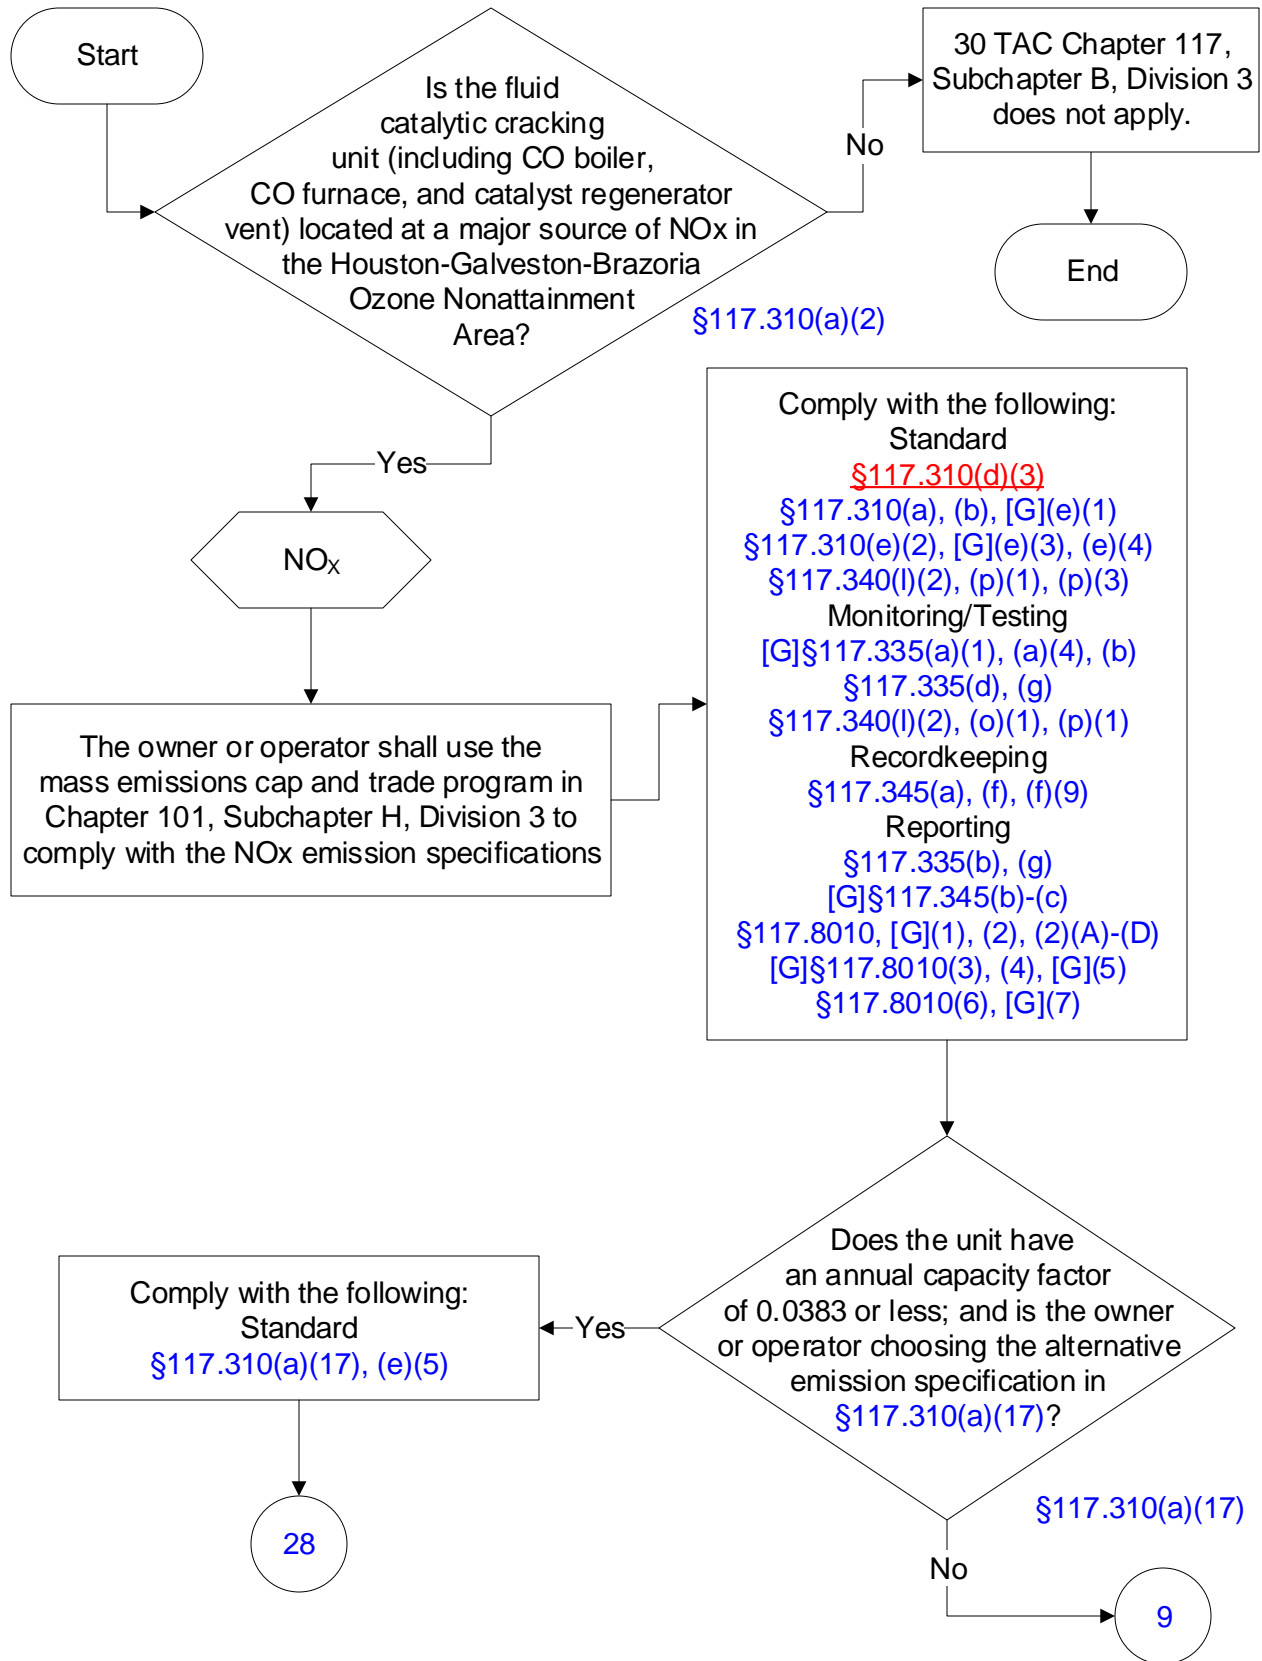 Start
Is the fluid
catalytic cracking
unit (including CO boiler,
CO furnace, and catalyst regenerator
vent) located at a major source of NOx in
the Houston-Galveston-Brazoria
Ozone Nonattainment
Area?
§117.310(a)(2)
No
30 TAC Chapter 117,
Subchapter B, Division 3
does not apply.
End
Yes
NOX
The owner or operator shall use the
mass emissions cap and trade program in
Chapter 101, Subchapter H, Division 3 to
comply with the NOx emission specifications
Comply with the following:
Standard
§117.310(d)(3)
§117.310(a), (b), [G](e)(1)
§117.310(e)(2), [G](e)(3), (e)(4)
§117.340(l)(2), (p)(1), (p)(3)
Monitoring/Testing
[G]§117.335(a)(1), (a)(4), (b)
§117.335(d), (g)
§117.340(l)(2), (o)(1), (p)(1)
Recordkeeping
§117.345(a), (f), (f)(9)
Reporting
§117.335(b), (g)
[G]§117.345(b)-(c)
§117.8010, [G](1), (2), (2)(A)-(D)
[G]§117.8010(3), (4), [G](5)
§117.8010(6), [G](7)
Does the unit have
an annual capacity factor
of 0.0383 or less; and is the owner
or operator choosing the alternative
emission specification in
§117.310(a)(17)?
§117.310(a)(17)
Yes
Comply with the following:
Standard
§117.310(a)(17), (e)(5)
28
No
9